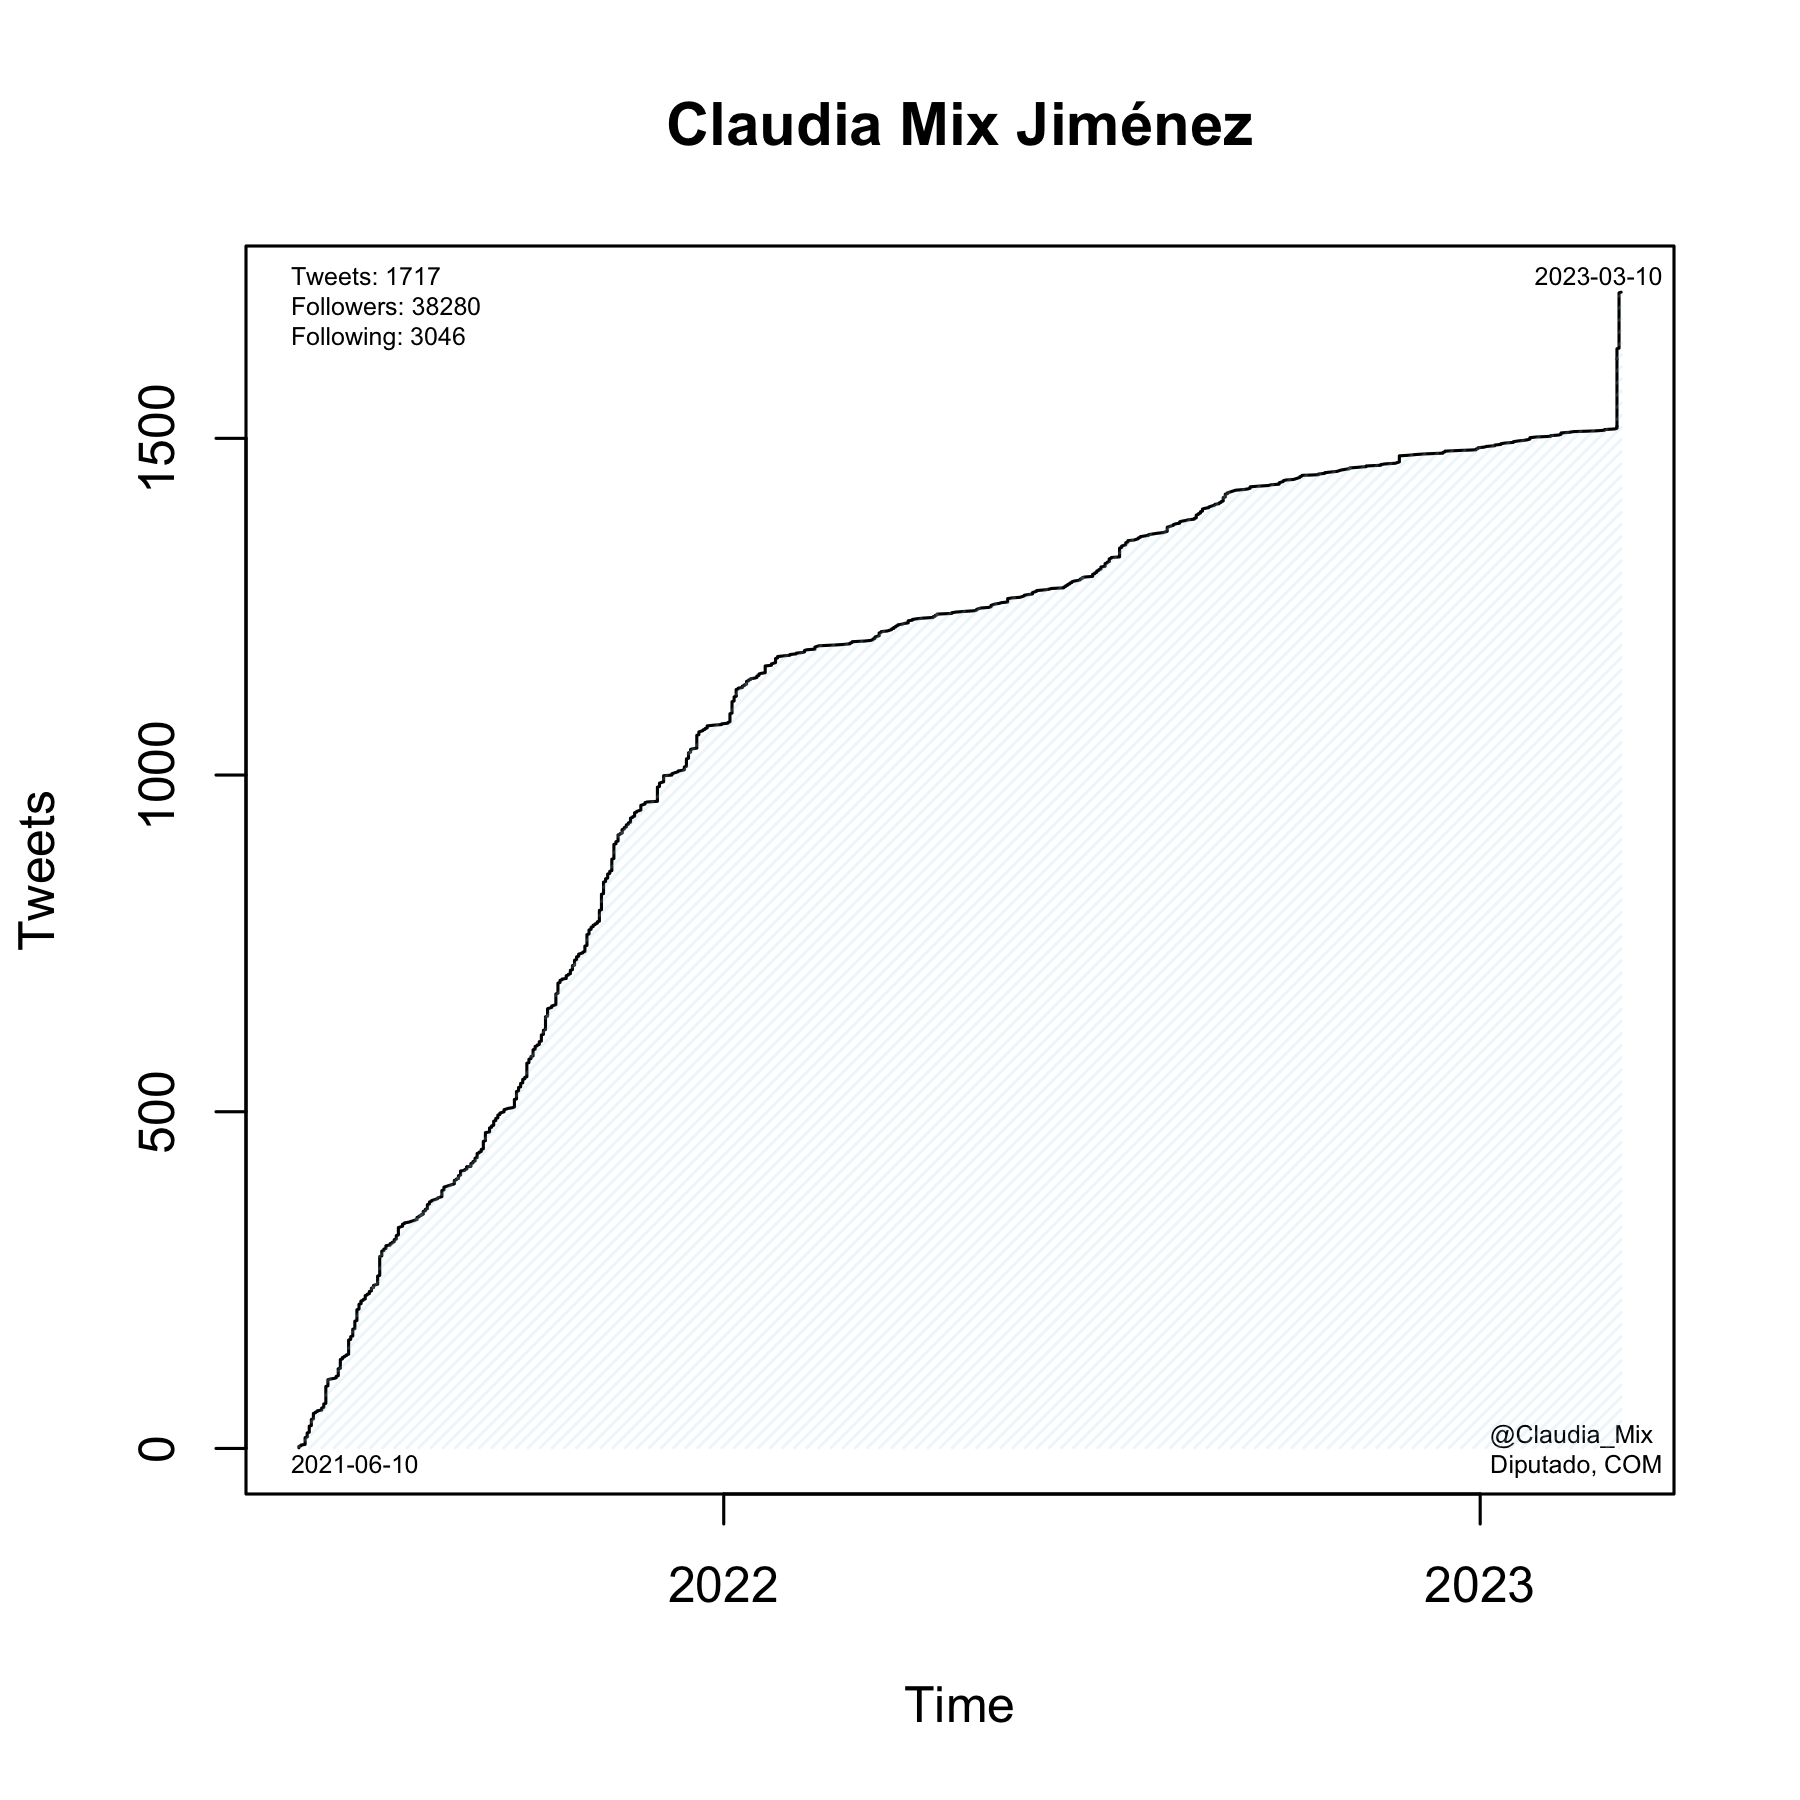 Claudia Mix Jiménez
Tweets: 1717
Followers: 38280
Following: 3046
2023-03-10
1500
1000
500
0
Tweets
2021-06-10
@Claudia_Mix
Diputado, COM
2022
2023
Time